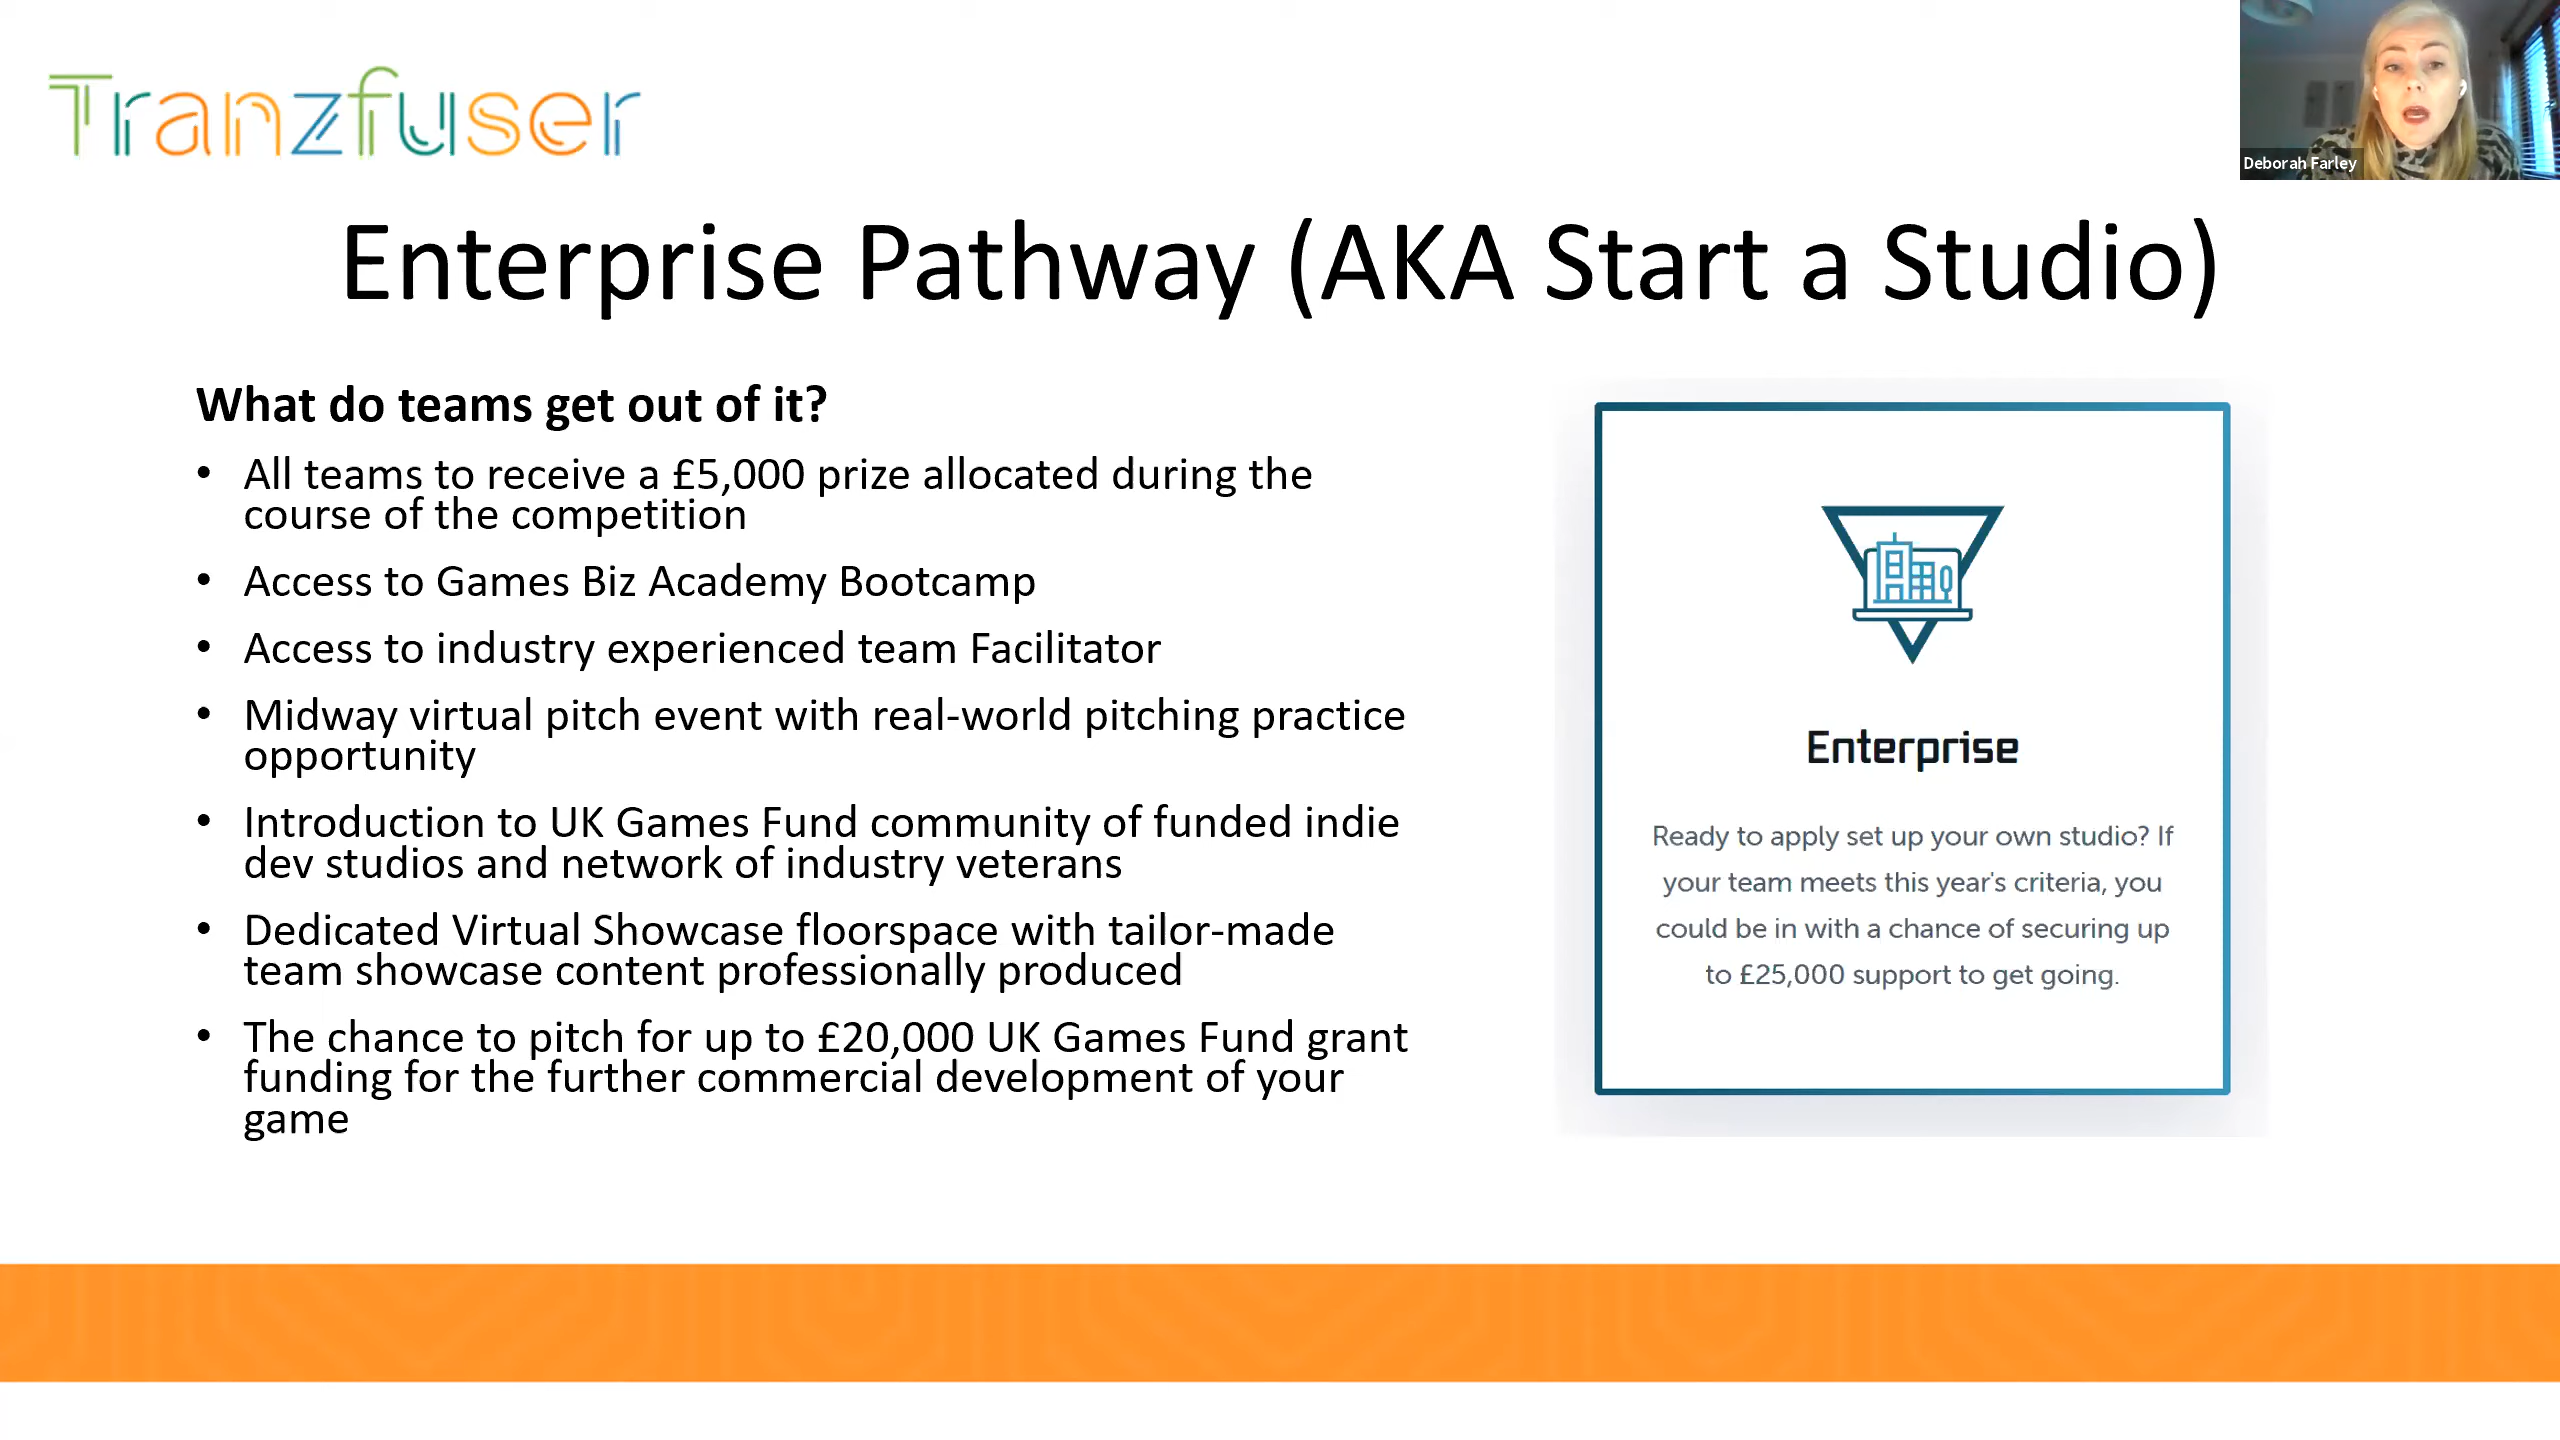 Tranzfuser
Deborah Farley
Enterprise Pathway (AKA Start a Studio)
What do teams get out of it?
• All teams to receive a £5,000 prize allocated during the
course of the competition
• Access to Games Biz Academy Bootcamp
• Access to industry experienced team Facilitator
• Midway virtual pitch event with real-world pitching practice
opportunity
• Introduction to UK Games Fund community of funded indie
dev studios and network of industry veterans
• Dedicated Virtual Showcase floorspace with tailor-made
team showcase content professionally produced
• The chance to pitch for up to £20,000 UK Games Fund grant
funding for the further commercial development of your
game
Enterprise
Ready to apply set up your own studio? If
your team meets this year's criteria, you
could be in with a chance of securing up
to £25,000 support to get going.